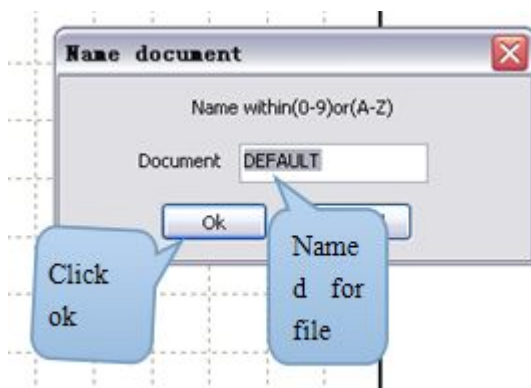 Name document
Name within(0-9)or(A-Z)
Document DEFAULT
Ok
Click
ok
Name
d for
file